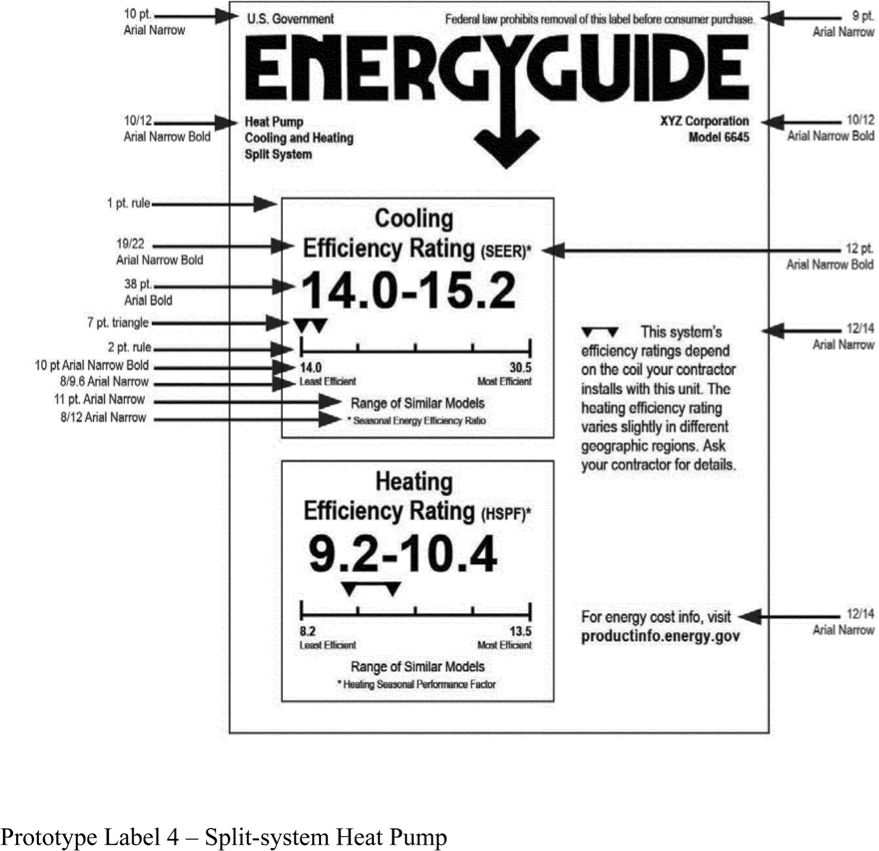 10 pt.
Arial Narrow
U.S. Government
Federal law prohibits removal of this label before consumer purchase.
9 pt.
Arial Narrow
ENERGYGUIDE
10/12
Arial Narrow Bold
Heat Pump
Cooling and Heating
Split System
XYZ Corporation
Model 6645
10/12
Arial Narrow Bold
1 pt. rule
Cooling
Efficiency Rating (SEER)*
19/22
Arial Narrow Bold
12 pt.
Arial Narrow Bold
38 pt.
Arial Bold
14.0-15.2
7 pt. triangle
2 pt. rule
10 pt Arial Narrow Bold
14.0
30.5
8/9.6 Arial Narrow
Least Efficient
Most Efficient
11 pt. Arial Narrow
Range of Similar Models
8/12 Arial Narrow
* Seasonal Energy Efficiency Ratio
This system's
efficiency ratings depend
on the coil your contractor
installs with this unit. The
heating efficiency rating
varies slightly in different
geographic regions. Ask
your contractor for details.
12/14
Arial Narrow
Heating
Efficiency Rating (HSPF)*
9.2-10.4
8.2
13.5
Least Efficient
Most Efficient
Range of Similar Models
* Heating Seasonal Performance Factor
For energy cost info, visit
productinfo.energy.gov
12/14
Arial Narrow
Prototype Label 4 – Split-system Heat Pump